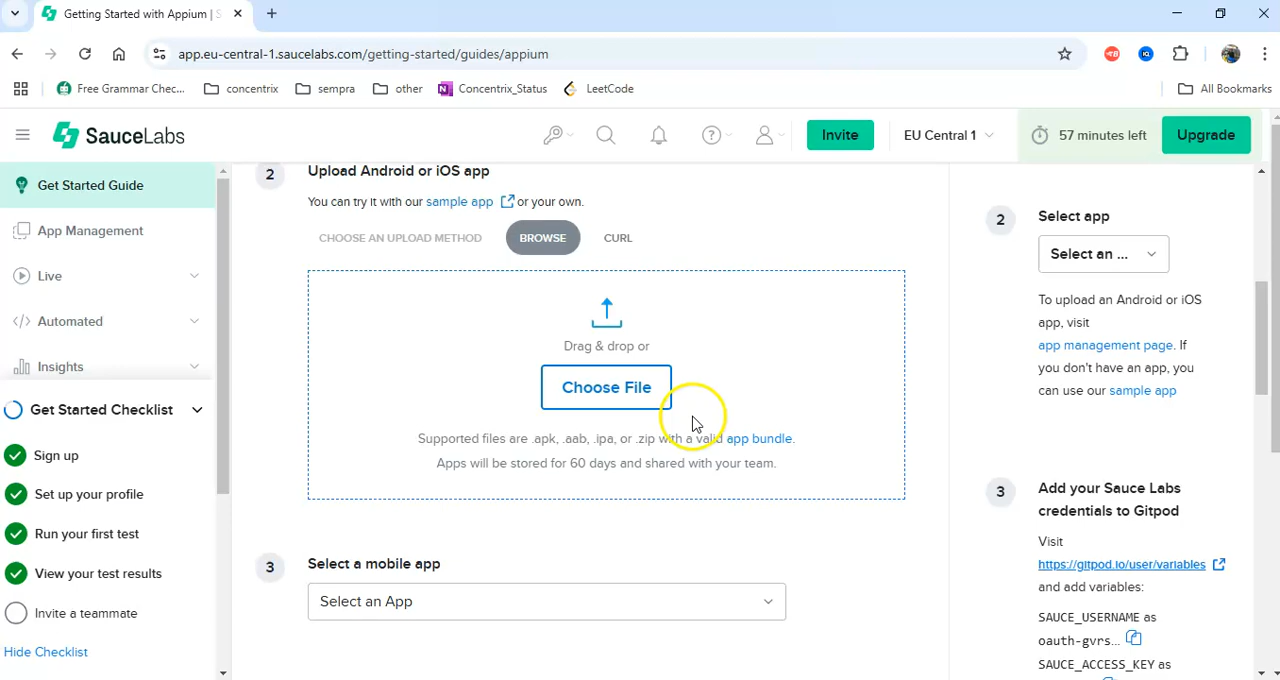 Getting Started with Appium | S
app.eu-central-1.saucelabs.com/getting-started/guides/appium
Free Grammar Chec...
concentrix
sempra
other
Concentrix_Status
LeetCode
All Bookmarks
SauceLabs
Invite
EU Central 1
57 minutes left
Upgrade
Get Started Guide
App Management
Live
Automated
Insights
Get Started Checklist
Sign up
Set up your profile
Run your first test
View your test results
Invite a teammate
Hide Checklist
2
Upload Android or iOS app
You can try it with our sample app or your own.
CHOOSE AN UPLOAD METHOD
BROWSE
CURL
Drag & drop or
Choose File
Supported files are .apk, .aab, .ipa, or .zip with a valid app bundle.
Apps will be stored for 60 days and shared with your team.
3
Select a mobile app
Select an App
2
Select app
Select an ...
To upload an Android or iOS
app, visit
app management page. If
you don't have an app, you
can use our sample app
3
Add your Sauce Labs
credentials to Gitpod
Visit
https://gitpod.io/user/variables
and add variables:
SAUCE_USERNAME as
oauth-gvrs...
SAUCE_ACCESS_KEY as